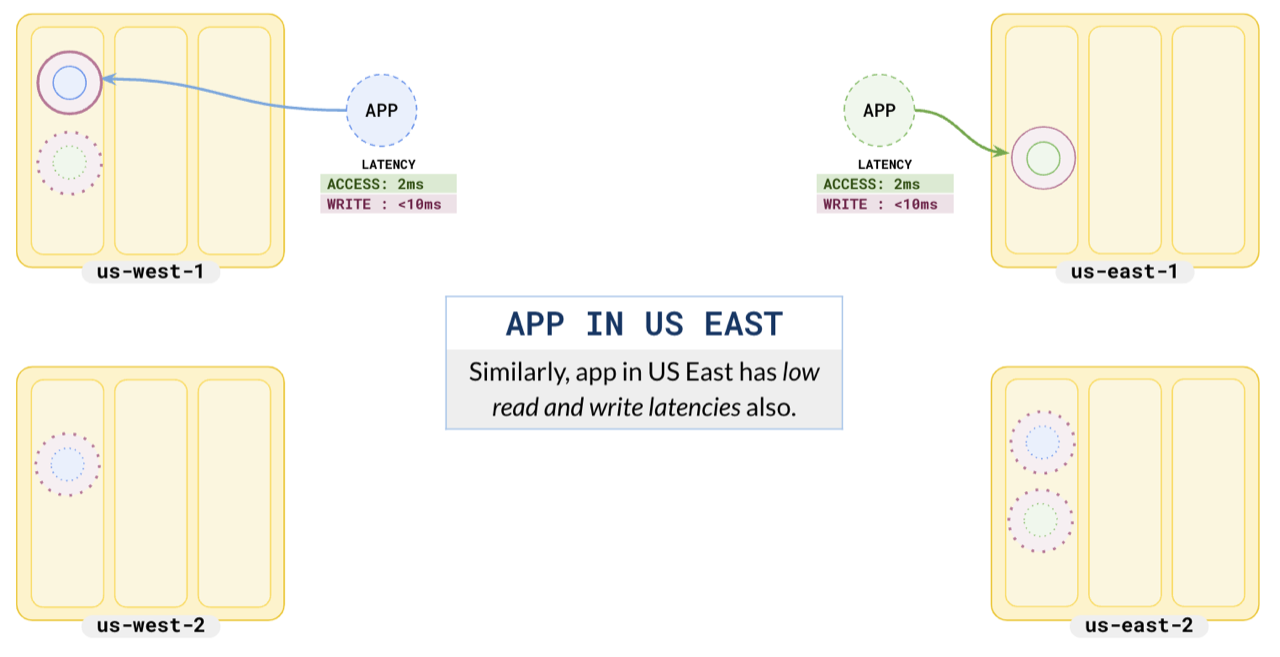 APP
LATENCY
ACCESS: 2ms
WRITE : <10ms
us-west-1
APP
LATENCY
ACCESS: 2ms
WRITE : <10ms
us-east-1
APP IN US EAST
Similarly, app in US East has low
read and write latencies also.
us-west-2
us-east-2